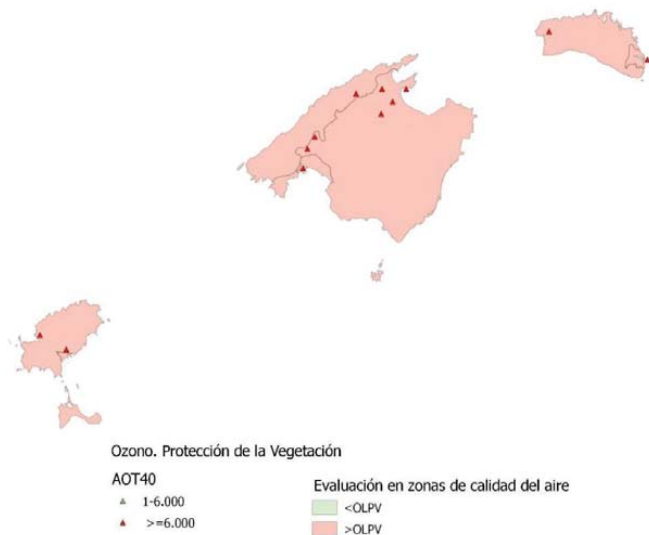 Ozono. Protección de la Vegetación
AOT40
1-6.000
>=6.000
Evaluación en zonas de calidad del aire
<OLPV
>OLPV